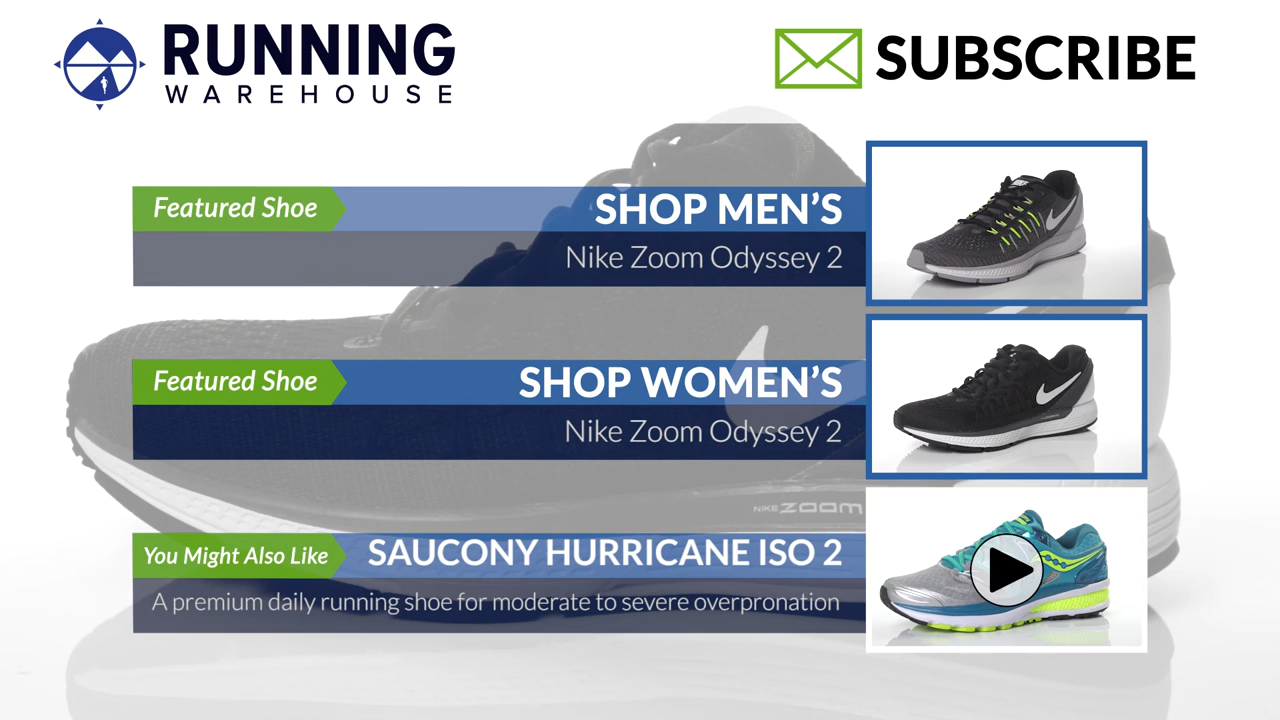 RUNNING
WAREHOUSE
SUBSCRIBE
Featured Shoe
SHOP MEN'S
Nike Zoom Odyssey 2
Featured Shoe
SHOP WOMEN'S
Nike Zoom Odyssey 2
NIKE ZOOM
You Might Also Like
SAUCONY HURRICANE ISO 2
A premium daily running shoe for moderate to severe overpronation